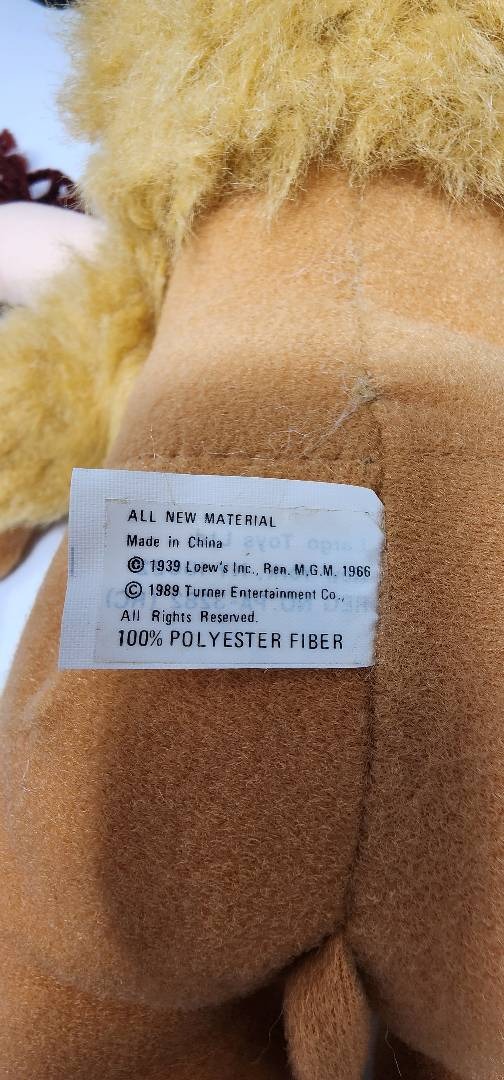 ALL NEW MATERIAL
Made in China
© 1939 Loew's Inc., Ren. M.G.M. 1966
© 1989 Turner Entertainment Co.,
All Rights Reserved.
100% POLYESTER FIBER